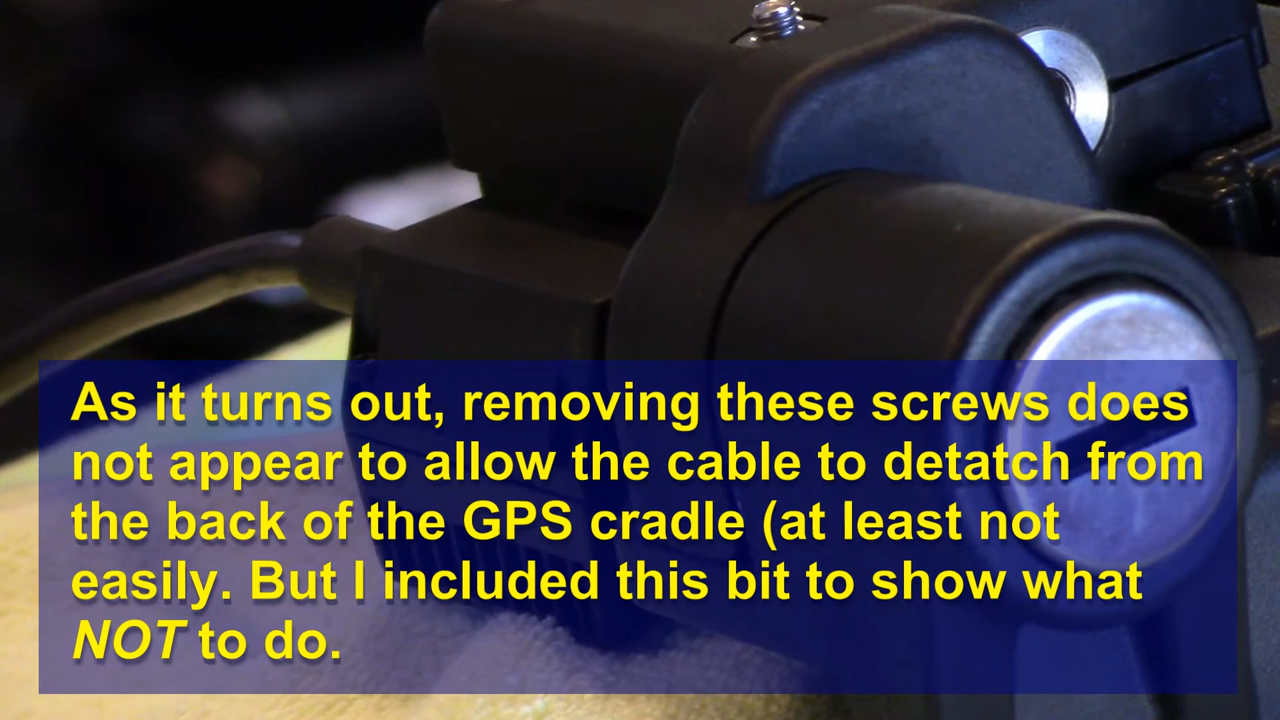 As it turns out, removing these screws does
not appear to allow the cable to detatch from
the back of the GPS cradle (at least not
easily. But I included this bit to show what
NOT to do.